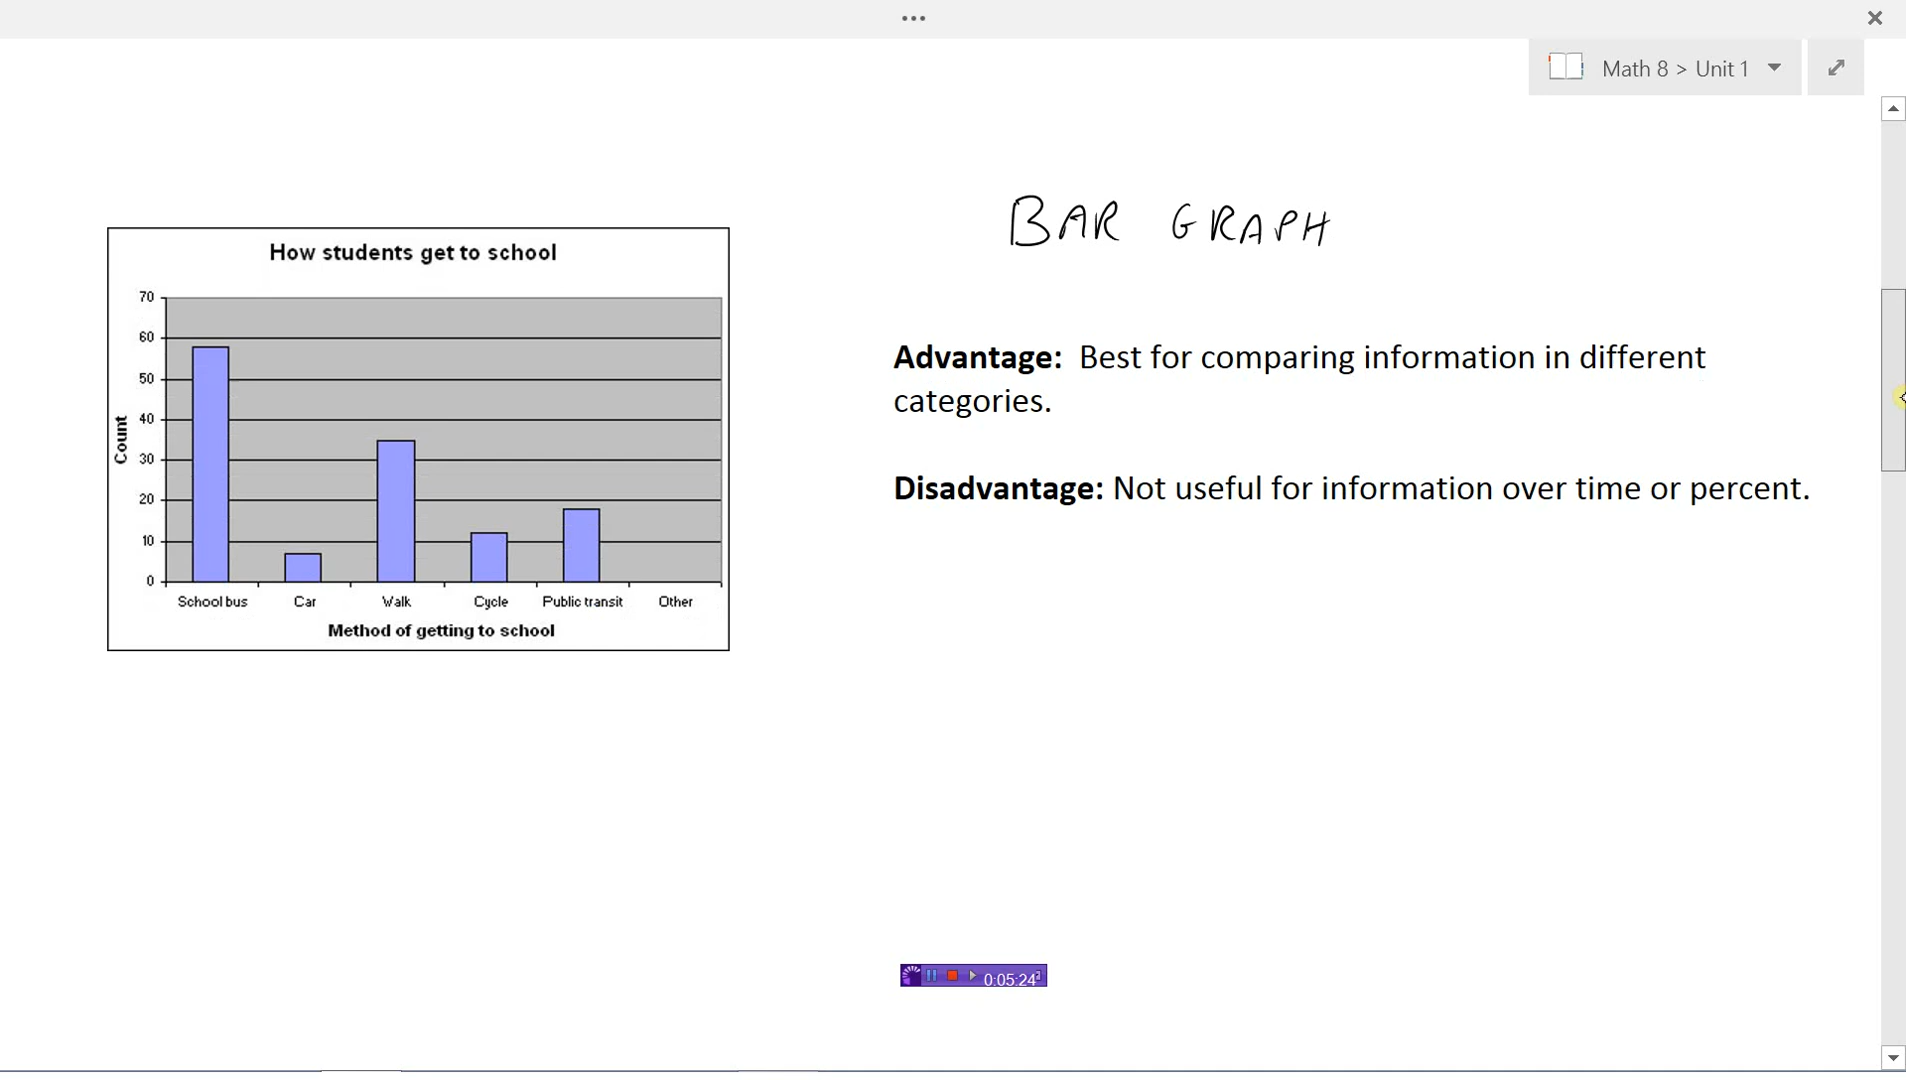 Math 8 > Unit 1
BAR GRAPH
How students get to school
70
60
50
40
30
20
10
0
Count
School bus Car Walk Cycle Public transit Other
Method of getting to school
Advantage: Best for comparing information in different
categories.
Disadvantage: Not useful for information over time or percent.
0:05:24